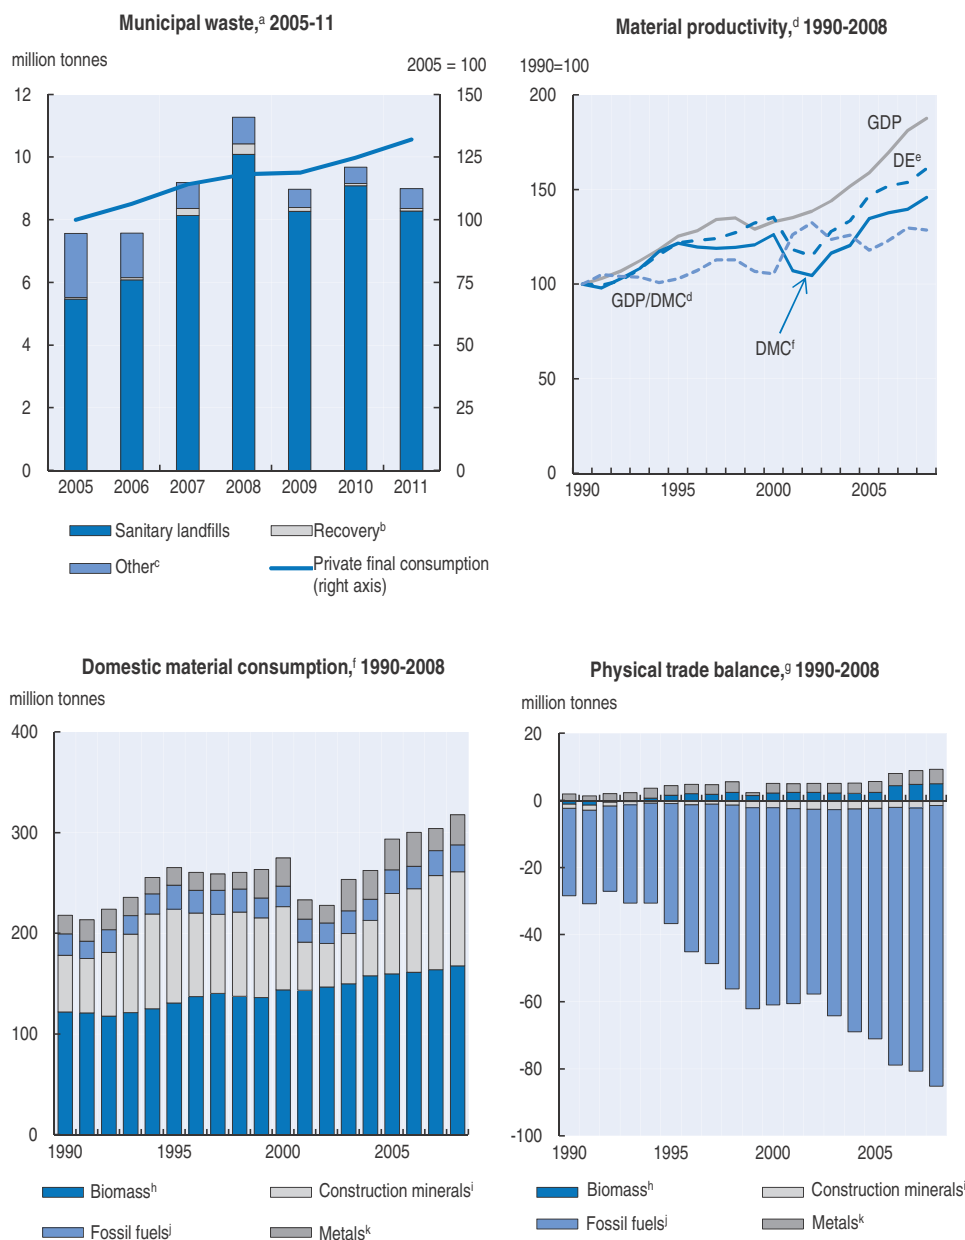 Municipal waste,ᵃ 2005-11
million tonnes
2005 = 100
12
10
8
6
4
2
0
150
125
100
75
50
25
0
2005 2006 2007 2008 2009 2010 2011
Sanitary landfills
Recoveryᵇ
Otherᶜ
Private final consumption
(right axis)
Material productivity,ᵈ 1990-2008
1990=100
200
150
100
50
0
GDP
DEᵉ
GDP/DMCᵈ
DMCᶠ
1990 1995 2000 2005
Domestic material consumption,ᶠ 1990-2008
million tonnes
400
300
200
100
0
1990 1995 2000 2005
Biomassʰ
Construction mineralsⁱ
Fossil fuelsʲ
Metalsᵏ
Physical trade balance,ᵍ 1990-2008
million tonnes
20
0
-20
-40
-60
-80
-100
1990 1995 2000 2005
Biomassʰ
Construction mineralsⁱ
Fossil fuelsʲ
Metalsᵏ